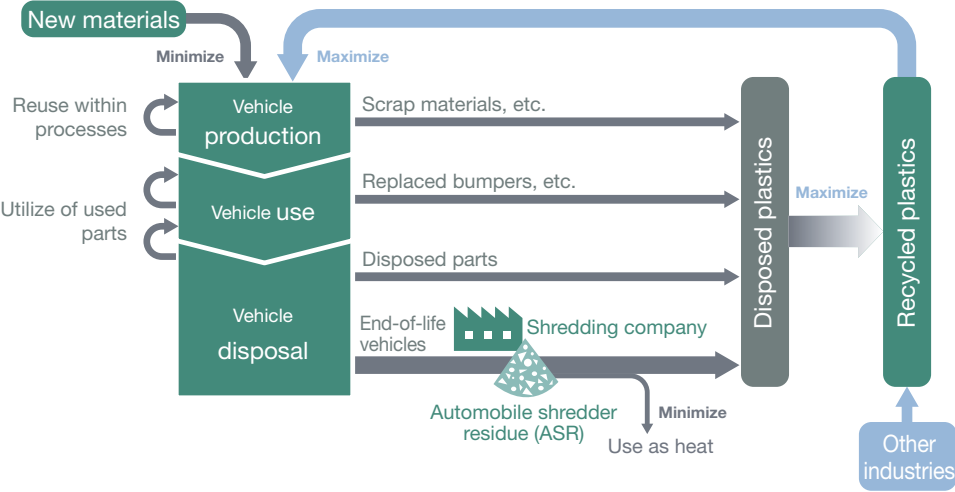 New materials
Minimize
Maximize
Reuse within
processes
Vehicle
production
Scrap materials, etc.
Utilize of used
parts
Vehicle use
Replaced bumpers, etc.
Disposed parts
Vehicle
disposal
End-of-life
vehicles
Shredding company
Automobile shredder
residue (ASR)
Minimize
Use as heat
Disposed plastics
Maximize
Recycled plastics
Other
industries